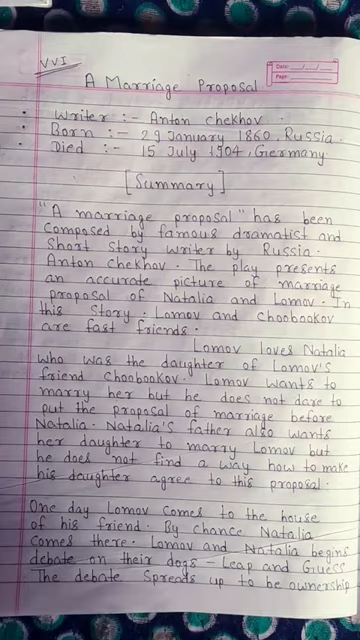 VVI
Date: __/__/__
Page:
A Marriage Proposal
• Writer :- Anton Chekhov.
• Born :- 29 January 1860, Russia.
• Died :- 15 July 1904, Germany
[Summary]
"A marriage proposal" has been
composed by famous dramatist and
short story writer by Russia.
Anton Chekhov. The play presents
an accurate picture of marriage
proposal of Natalia and Lomov. In
this story. Lomov and Choobookov
are fast friends.
Lomov loves Natalia
who was the daughter of Lomov's
friend Choobookov. Lomov wants to
marry her but he does not dare to
put the proposal of marriage before
Natalia. Natalia's father also wants
her daughter to marry Lomov but
he does not find a way how to make
his daughter agree to this proposal.
One day Lomov comes to the house
of his friend. By chance Natalia
comes there. Lomov and Natalia begins
debate on their dogs - Leap and Guess
The debate spreads up to be ownership